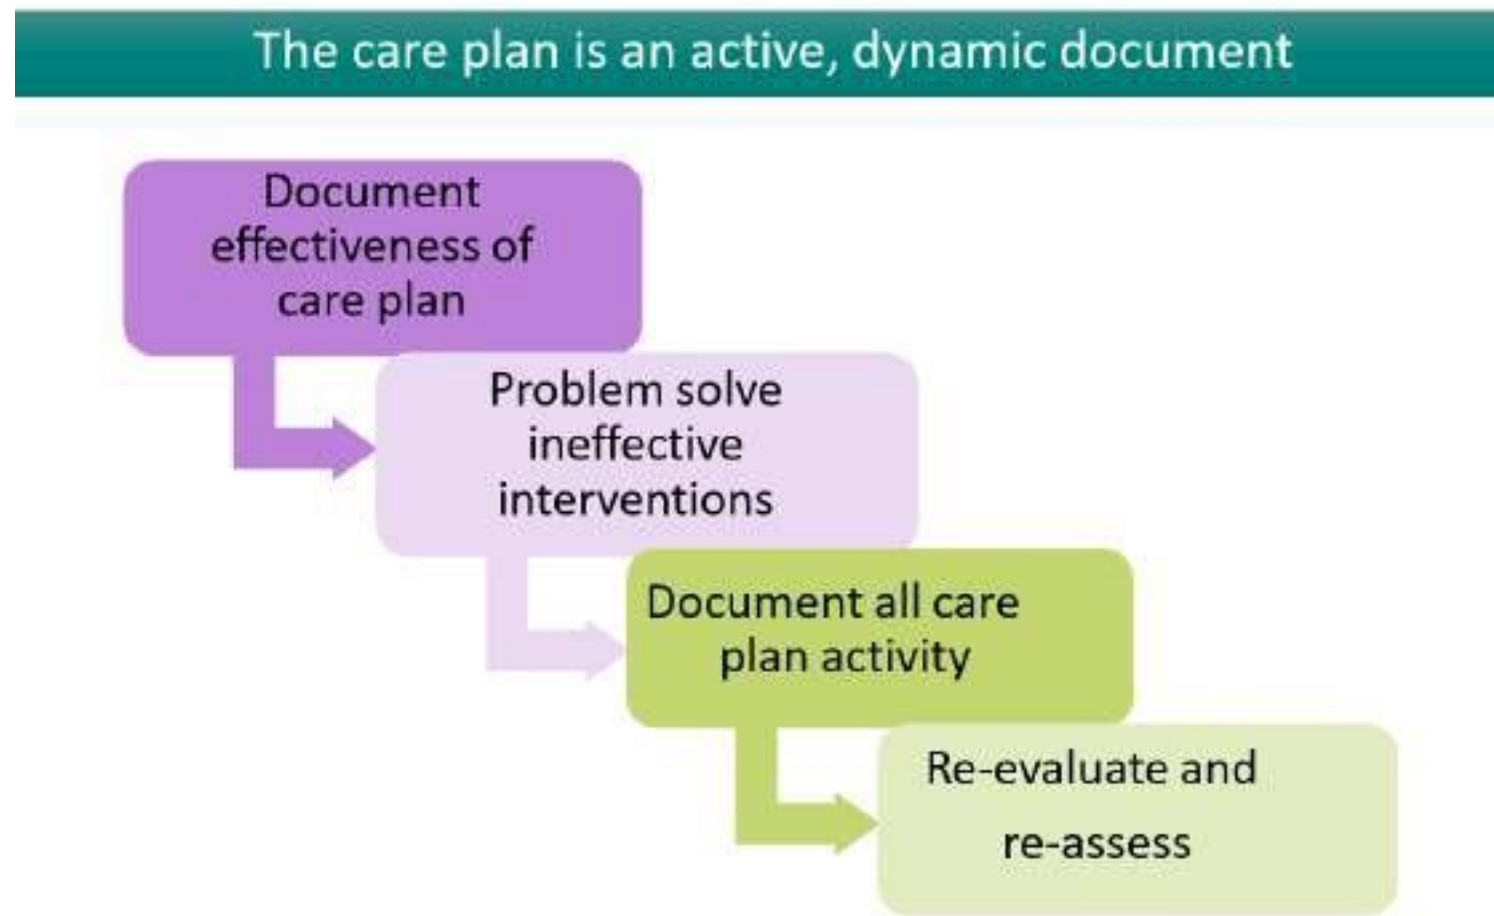 The care plan is an active, dynamic document
Document
effectiveness of
care plan
Problem solve
ineffective
interventions
Document all care
plan activity
Re-evaluate and
re-assess